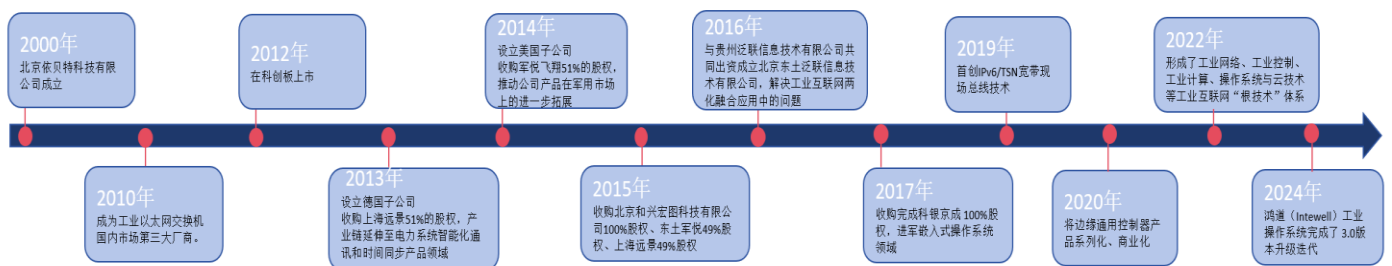 2000年
北京依贝特科技有限
公司成立
2010年
成为工业以太网交换机
国内市场第三大厂商。
2012年
在科创板上市
2013年
设立德国子公司
收购上海远景51%的股权，产
业链延伸至电力系统智能化通
讯和时间同步产品领域
2014年
设立美国子公司
收购军悦飞翔51%的股权，
推动公司产品在军用市场
上的进一步拓展
2015年
收购北京和兴宏图科技有限公
司100%股权、东土军悦49%
股权、上海远景49%股权
2016年
与贵州泛联信息技术有限公司共
同出资成立北京东土泛联信息技
术有限公司，解决工业互联网两
化融合应用中的问题
2017年
收购完成科银京成 100%股
权，进军嵌入式操作系统
领域
2019年
首创IPv6/TSN宽带现
场总线技术
2020年
将边缘通用控制器产
品系列化、商业化
2022年
形成了工业网络、工业控制、
工业计算、操作系统与云技术
等工业互联网“根技术”体系
2024年
鸿道（Intewell）工业
操作系统完成了 3.0版
本升级迭代